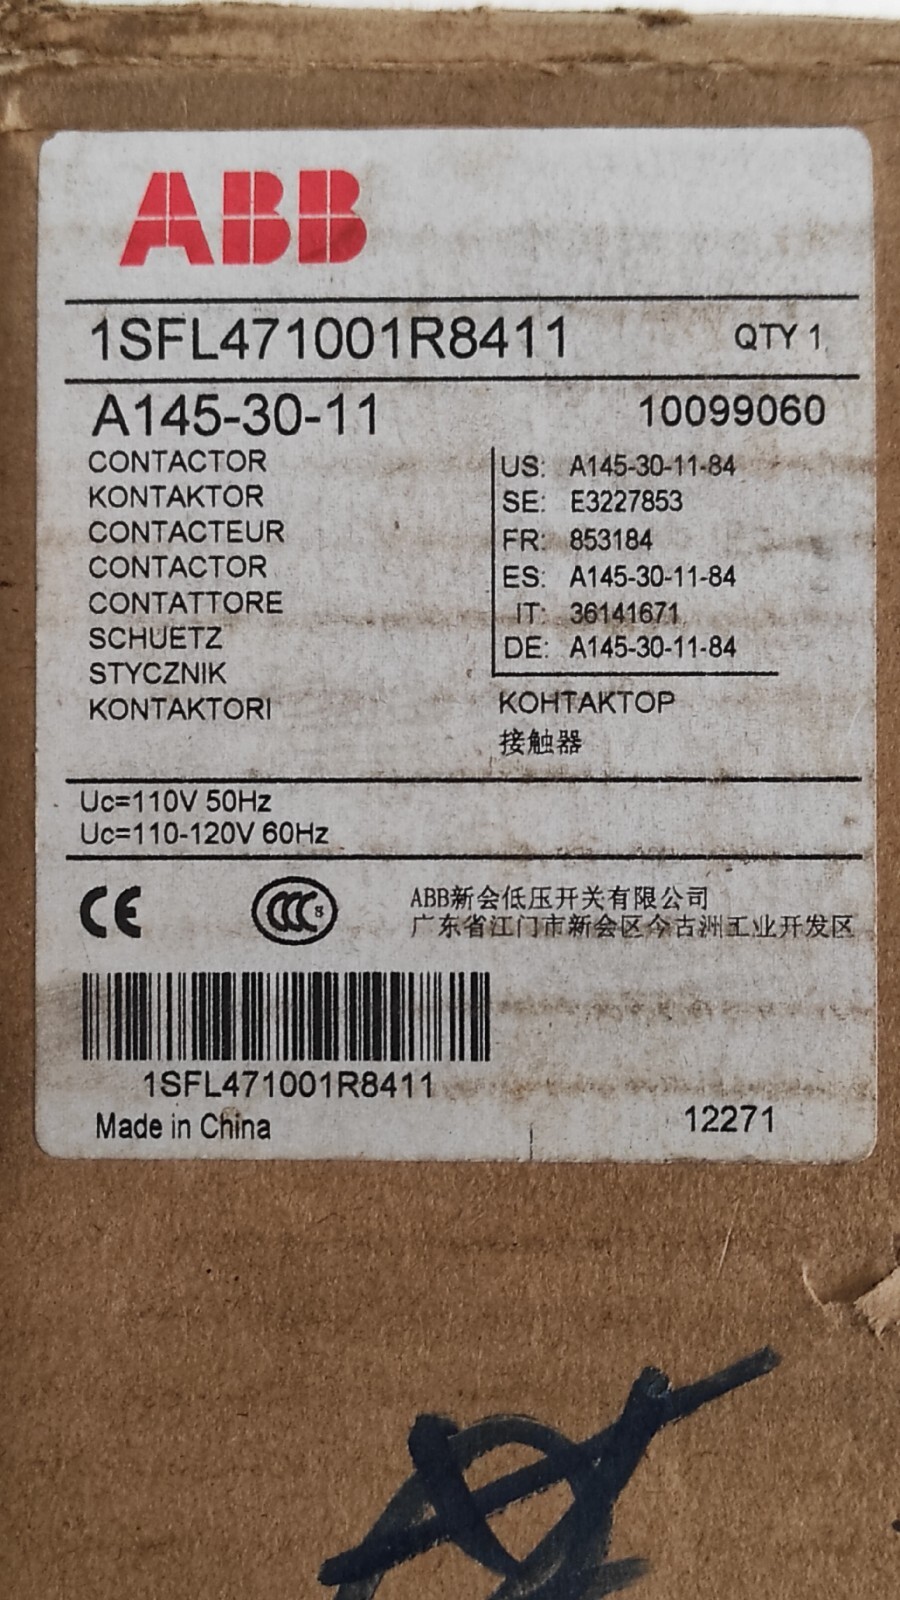 ABB
1SFL471001R8411 QTY 1
A145-30-11 10099060
CONTACTOR
KONTAKTOR
CONTACTEUR
CONTACTOR
CONTATTORE
SCHUETZ
STYCZNIK
KONTAKTORI
US: A145-30-11-84
SE: E3227853
FR: 853184
ES: A145-30-11-84
IT: 36141671
DE: A145-30-11-84
КОНТАКТОР
接触器
Uc=110V 50Hz
Uc=110-120V 60Hz
CE CCC S
ABB新会低压开关有限公司
广东省江门市新会区今古洲工业开发区
1SFL471001R8411
Made in China 12271